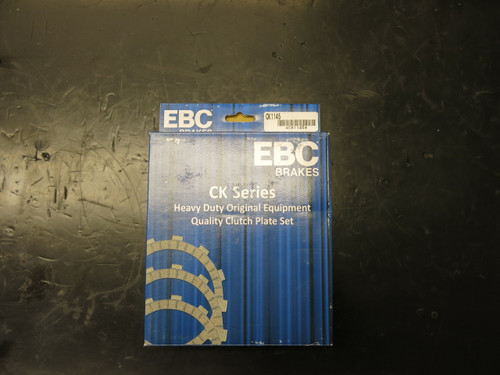 EBC
BRAKES
CK1145
EBC
BRAKES
CK Series
Heavy Duty Original Equipment
Quality Clutch Plate Set